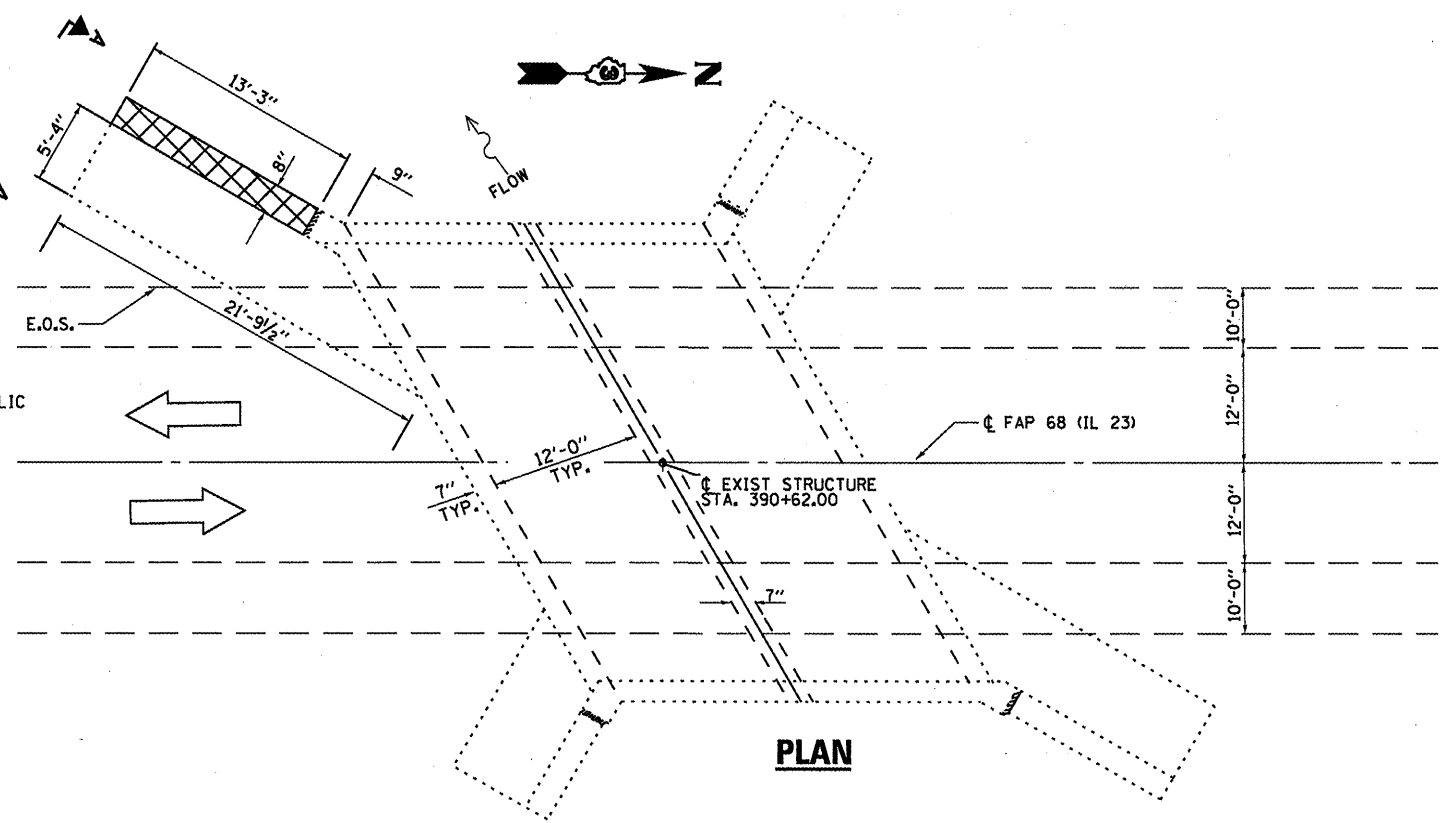 A
13'-3"
N
5'-4"
8"
9"
FLOW
E.O.S.
21'-9½"
10'-0"
12'-0"
LIC
℄ FAP 68 (IL 23)
12'-0"
TYP.
7"
TYP.
℄ EXIST STRUCTURE
STA. 390+62.00
12'-0"
7"
10'-0"
PLAN